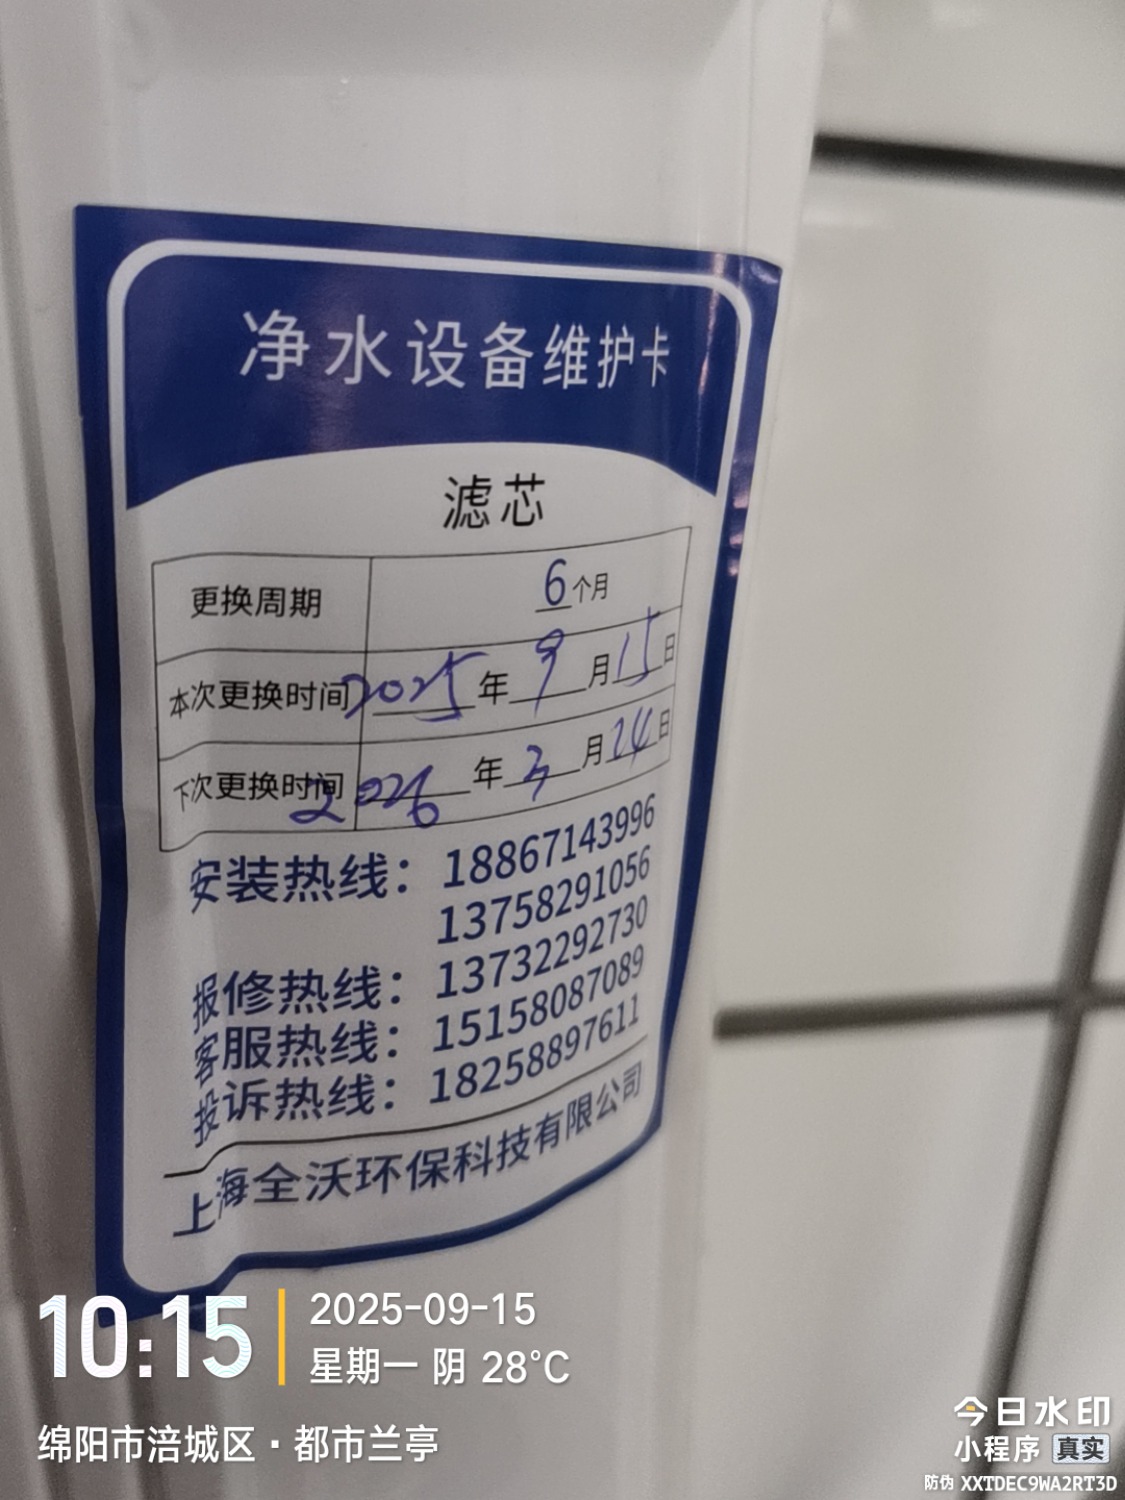 净水设备维护卡
滤芯
更换周期 6个月
本次更换时间 2025年9月15日
下次更换时间 2026年3月14日
安装热线：18867143996
13758291056
报修热线：13732292730
客服热线：15158087089
投诉热线：18258897611
上海全沃环保科技有限公司
10:15
2025-09-15
星期一 阴 28°C
绵阳市涪城区·都市兰亭
今日水印
小程序 真实
防伪 XXTDEC9WA2RT3D